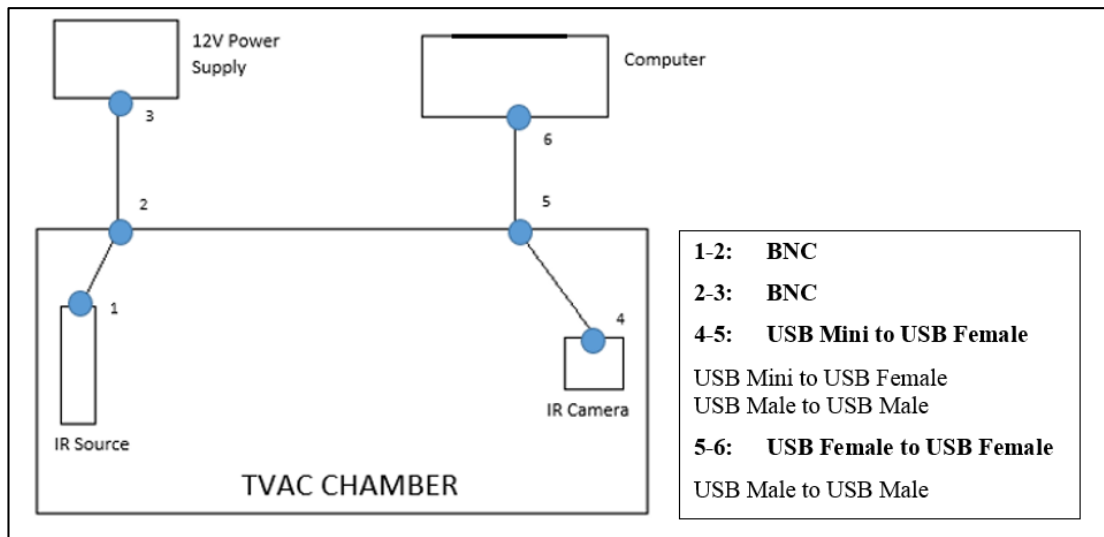 12V Power
Supply
Computer
3
6
2
5
1
4
IR Source
IR Camera
TVAC CHAMBER
1-2: BNC
2-3: BNC
4-5: USB Mini to USB Female
USB Mini to USB Female
USB Male to USB Male
5-6: USB Female to USB Female
USB Male to USB Male